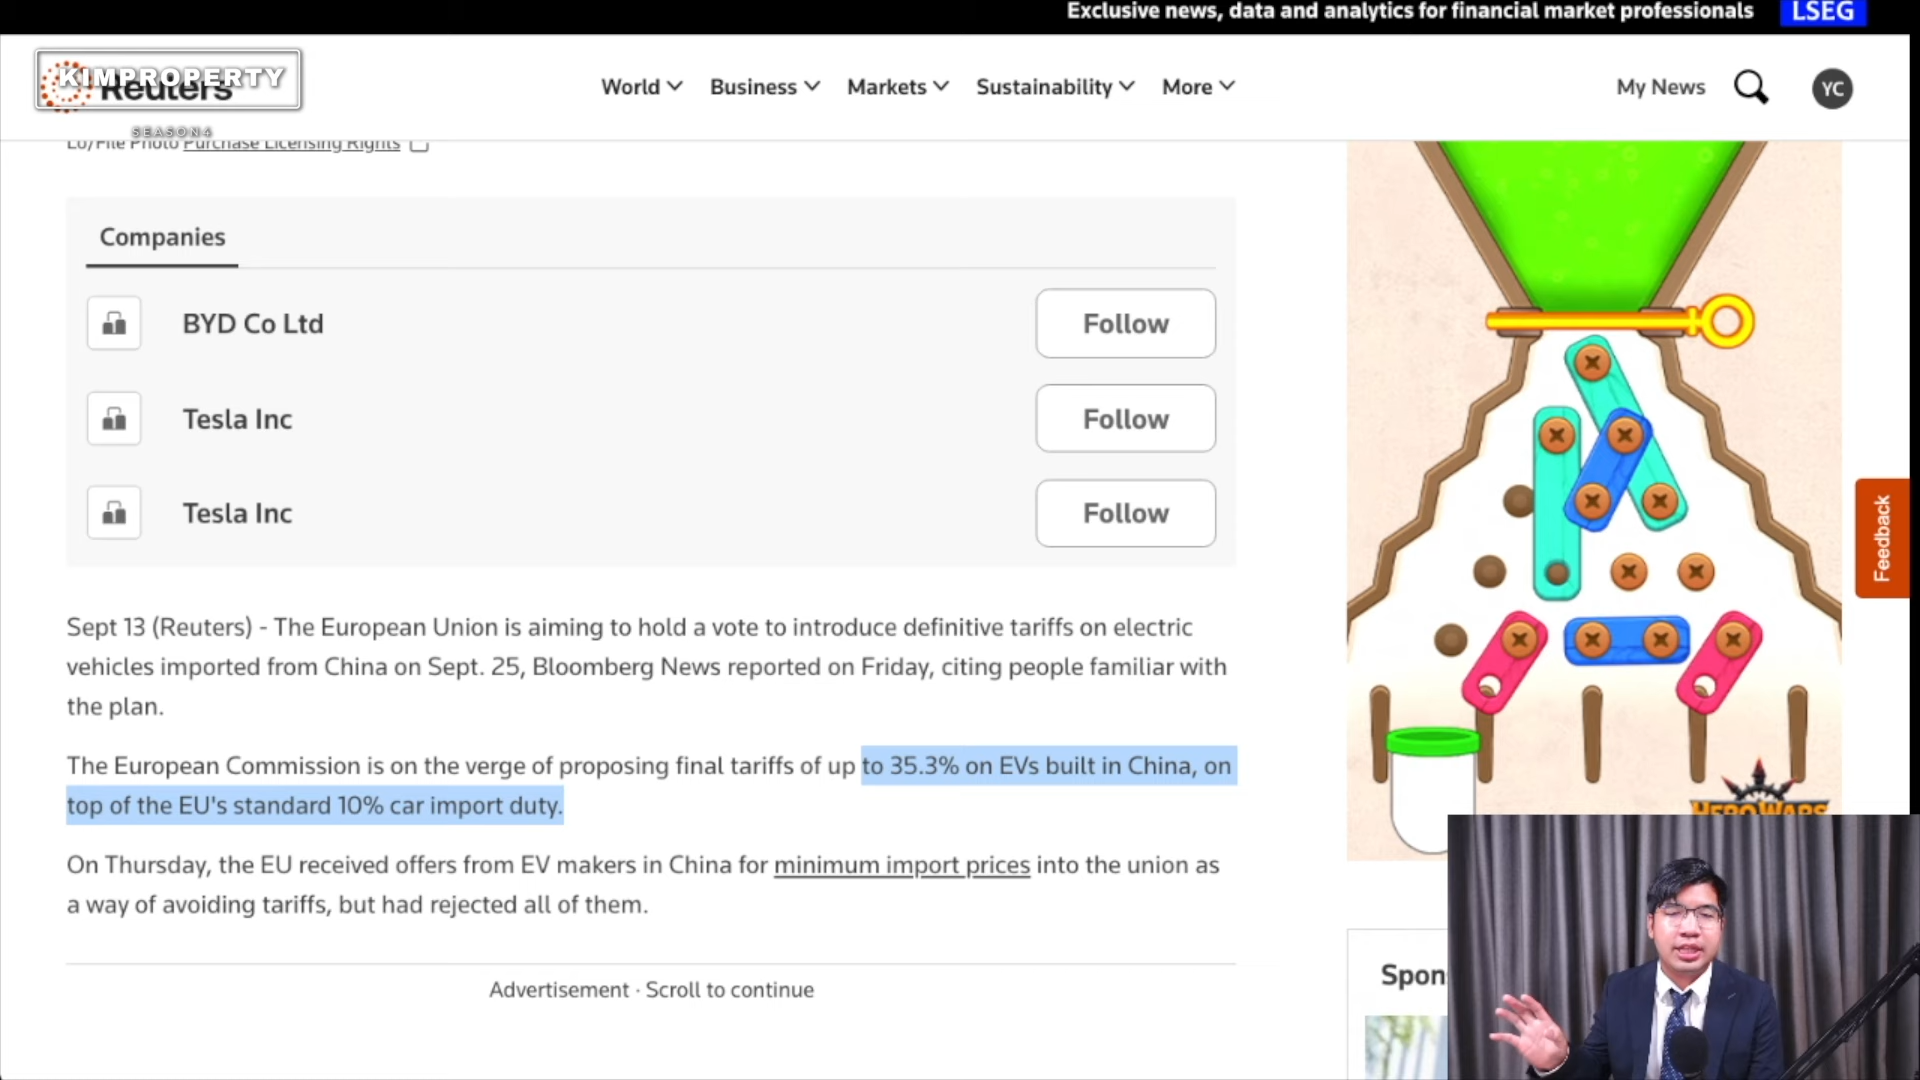 Exclusive news, data and analytics for financial market professionals
LSEG
KIMPROPERTY
Reuters
SEASON4
World
Business
Markets
Sustainability
More
My News
YC
Lo/File Photo Purchase Licensing Rights
Companies
BYD Co Ltd
Follow
Tesla Inc
Follow
Tesla Inc
Follow
Feedback
Sept 13 (Reuters) - The European Union is aiming to hold a vote to introduce definitive tariffs on electric
vehicles imported from China on Sept. 25, Bloomberg News reported on Friday, citing people familiar with
the plan.
The European Commission is on the verge of proposing final tariffs of up to 35.3% on EVs built in China, on
top of the EU's standard 10% car import duty.
On Thursday, the EU received offers from EV makers in China for minimum import prices into the union as
a way of avoiding tariffs, but had rejected all of them.
HERO WARS
Advertisement · Scroll to continue
Spon